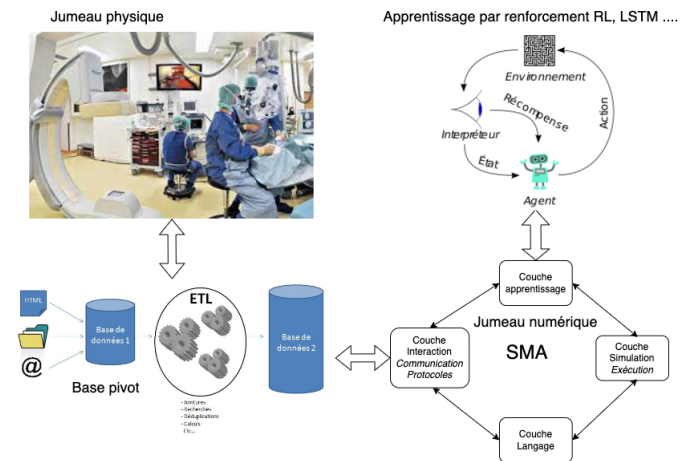 Jumeau physique
Apprentissage par renforcement RL, LSTM ....
Environnement
Récompense
Action
Interpréteur
État
Agent
HTML
@
Base de
données 1
Base pivot
ETL
- Jointures
- Recherches
- Déduplications
- Calculs
Base de
données 2
Couche
apprentissage
Jumeau numérique
SMA
Couche
Interaction
Communication
Protocoles
Couche
Simulation
Exécution
Couche
Langage